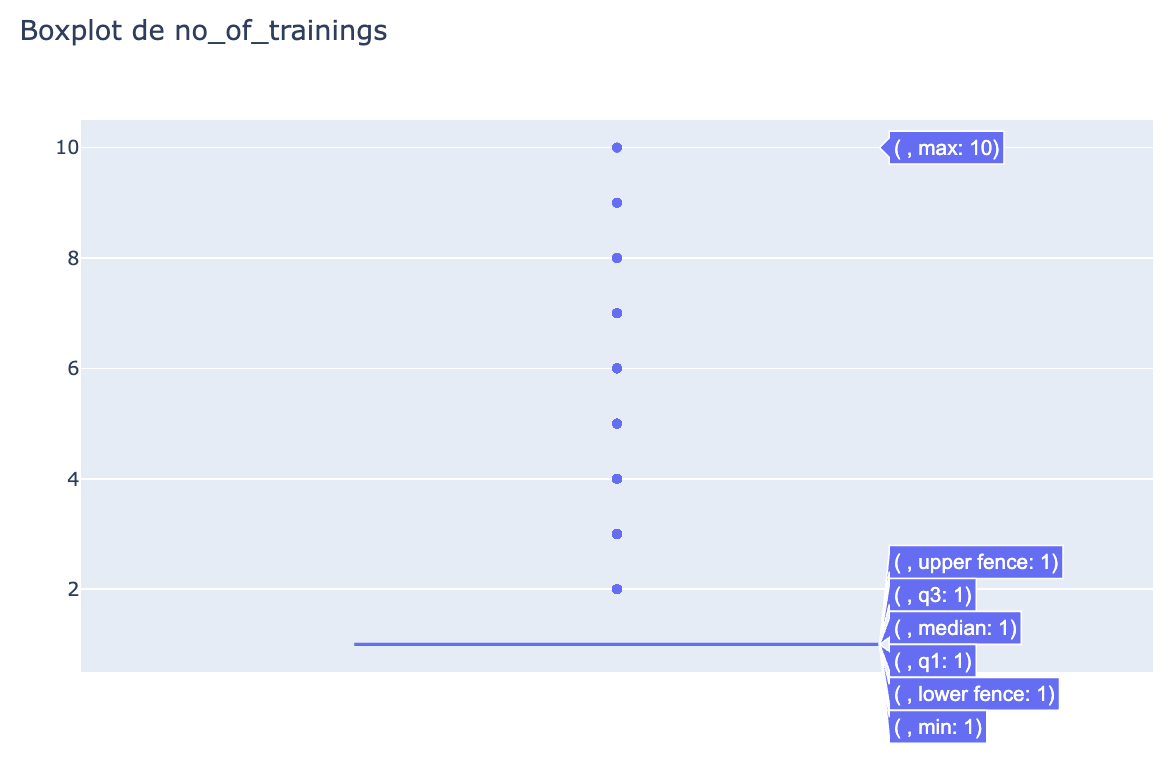 Boxplot de no_of_trainings
10
( , max: 10)
8
6
4
( , upper fence: 1)
2
( , q3: 1)
( , median: 1)
( , q1: 1)
( , lower fence: 1)
( , min: 1)